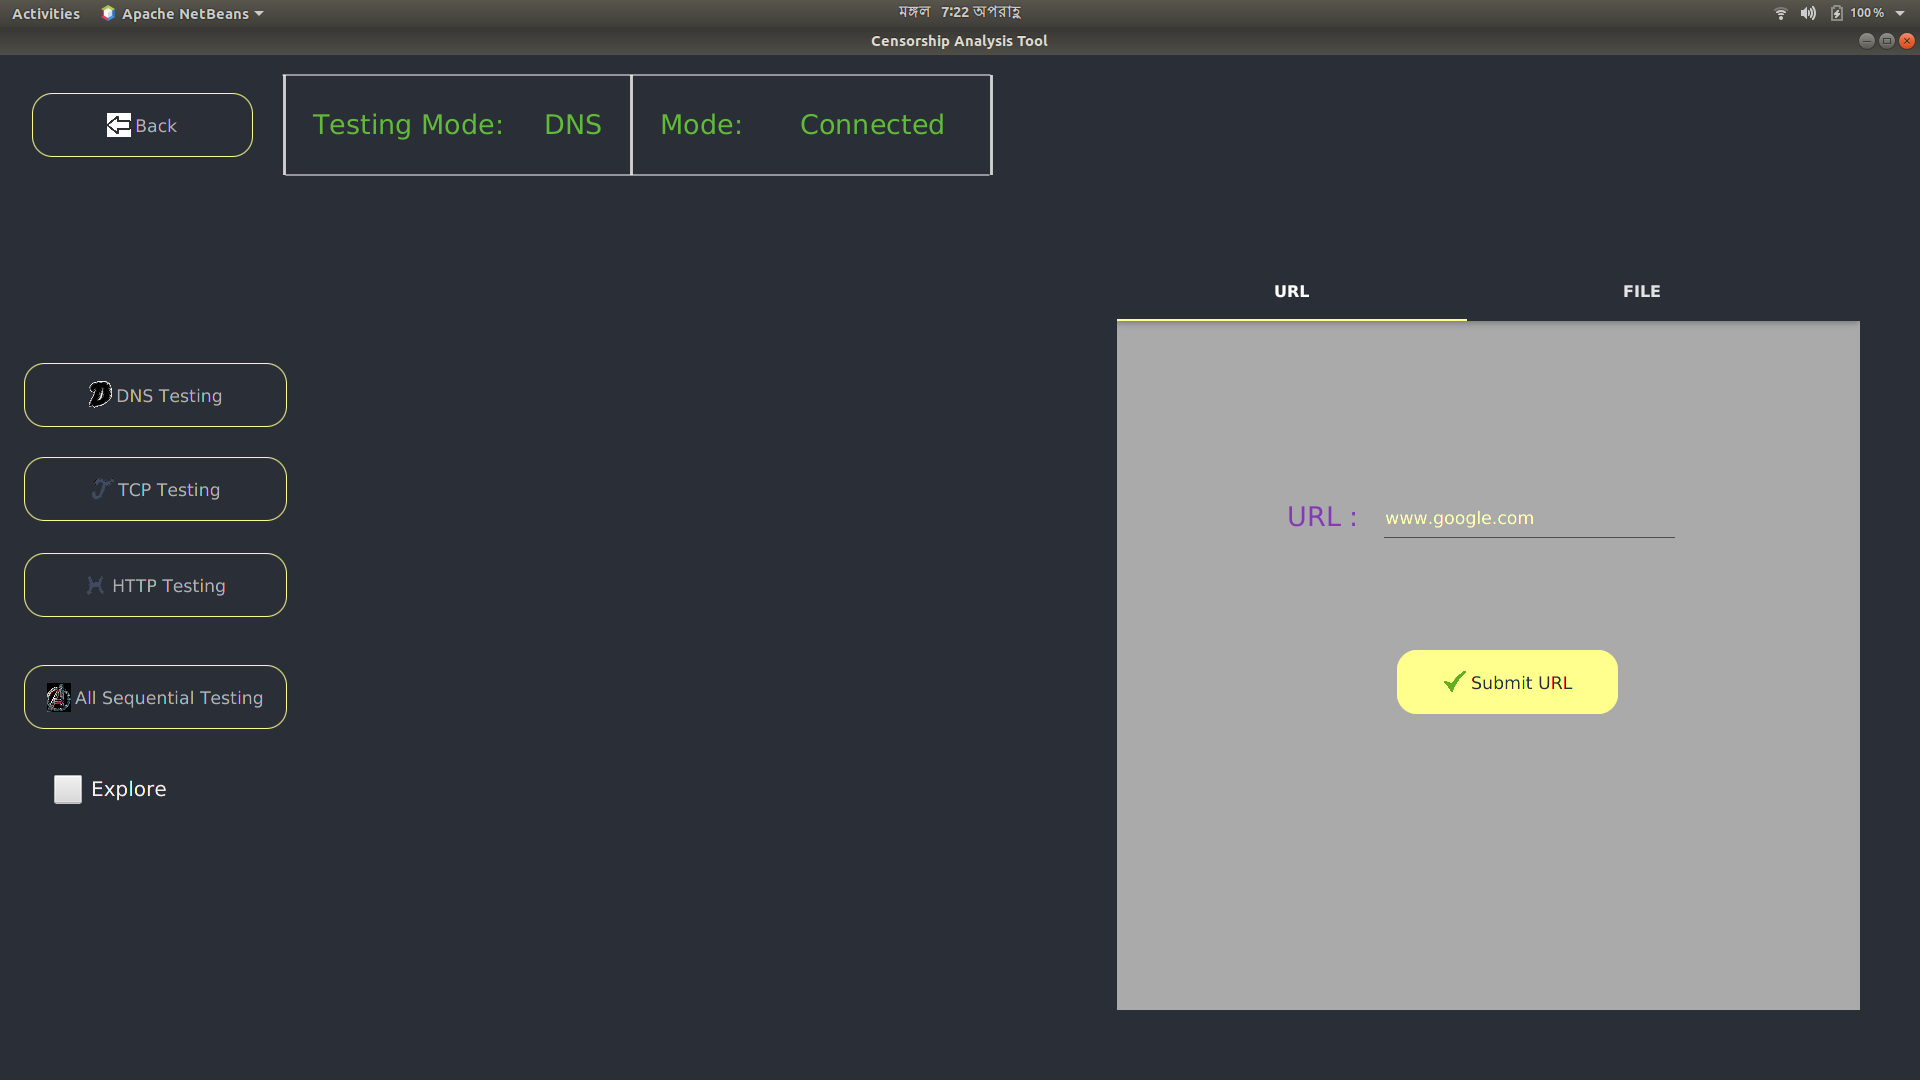 Activities Apache NetBeans মঙ্গল 7:22 অপরাহ্ণ 100%
Censorship Analysis Tool
Back
Testing Mode: DNS Mode: Connected
URL FILE
DNS Testing
TCP Testing
HTTP Testing
All Sequential Testing
Explore
URL : www.google.com
Submit URL